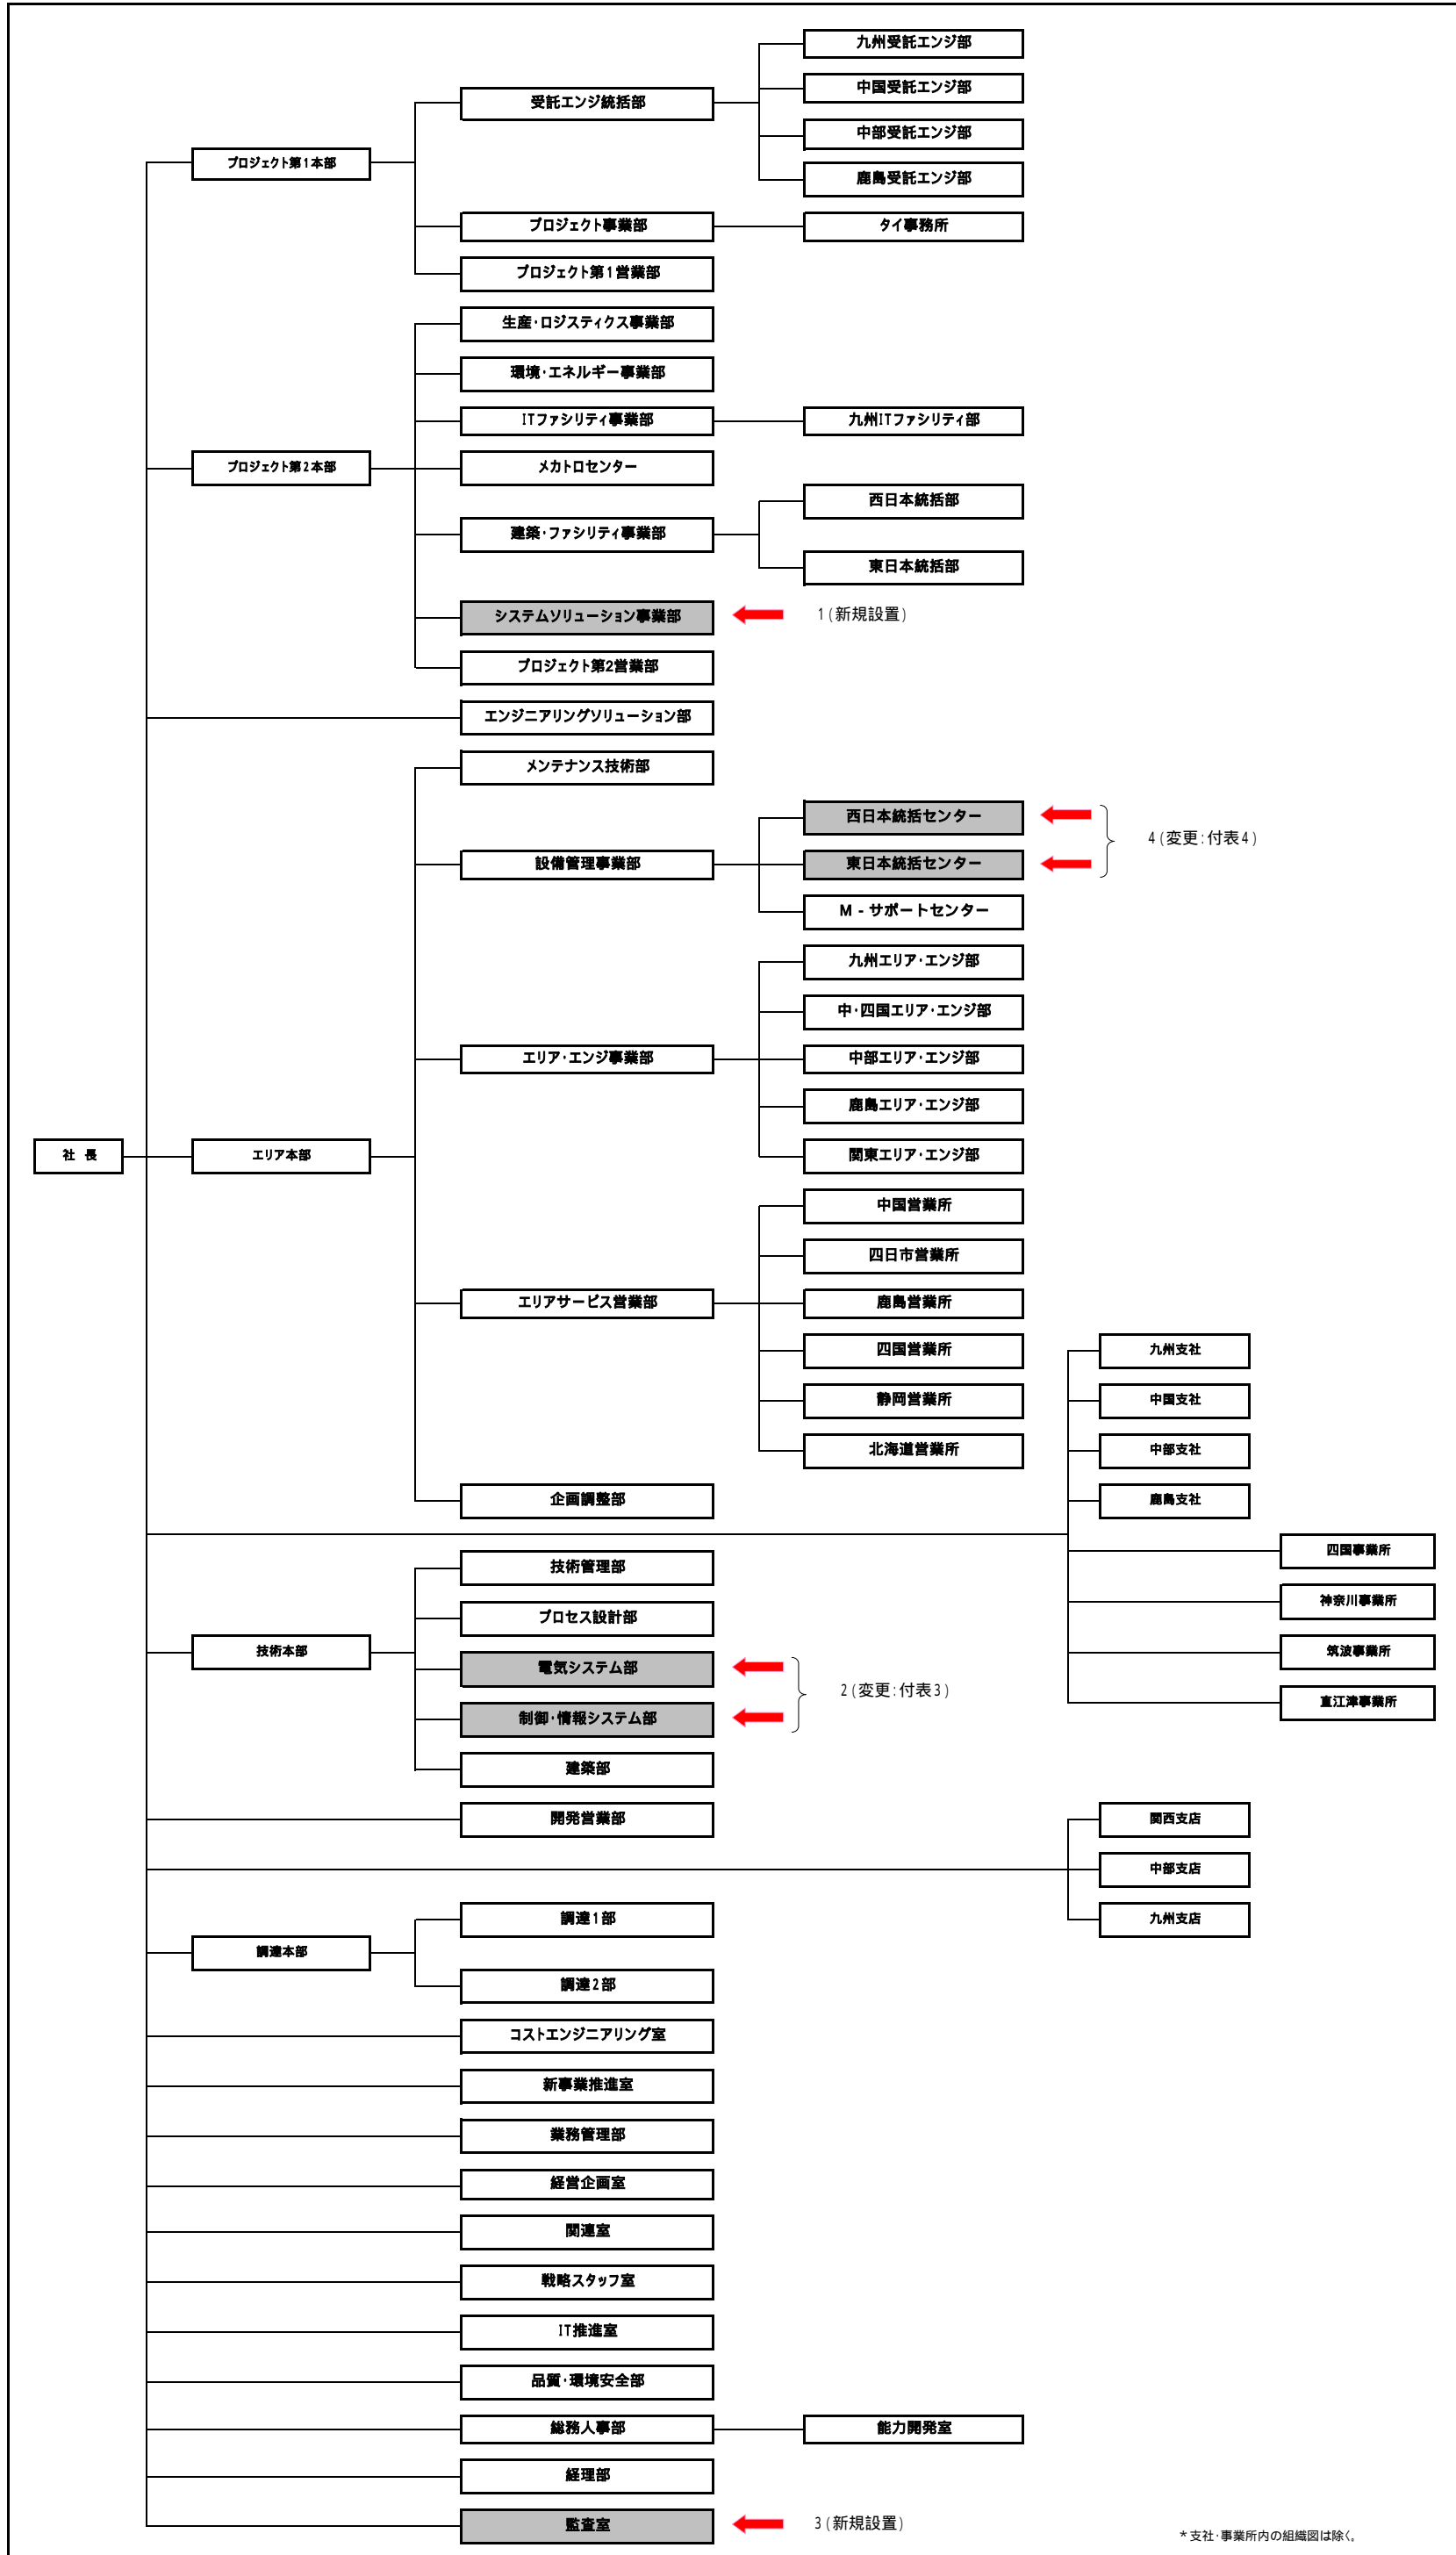 九州受託エンジ部
中国受託エンジ部
受託エンジ統括部
中部受託エンジ部
プロジェクト第1本部
鹿島受託エンジ部
プロジェクト事業部
タイ事務所
プロジェクト第1営業部
生産・ロジスティクス事業部
環境・エネルギー事業部
ITファシリティ事業部
九州ITファシリティ部
プロジェクト第2本部
メカトロセンター
西日本統括部
建築・ファシリティ事業部
東日本統括部
システムソリューション事業部
1(新規設置)
プロジェクト第2営業部
エンジニアリングソリューション部
メンテナンス技術部
西日本統括センター
4(変更:付表4)
設備管理事業部
東日本統括センター
M-サポートセンター
九州エリア・エンジ部
中・四国エリア・エンジ部
エリア・エンジ事業部
中部エリア・エンジ部
鹿島エリア・エンジ部
社 長
エリア本部
関東エリア・エンジ部
中国営業所
四日市営業所
エリアサービス営業部
鹿島営業所
四国営業所
九州支社
静岡営業所
中国支社
北海道営業所
中部支社
企画調整部
鹿島支社
四国事業所
技術管理部
神奈川事業所
プロセス設計部
技術本部
筑波事業所
電気システム部
2(変更:付表3)
直江津事業所
制御・情報システム部
建築部
開発営業部
関西支店
中部支店
調達1部
九州支店
調達本部
調達2部
コストエンジニアリング室
新事業推進室
業務管理部
経営企画室
関連室
戦略スタッフ室
IT推進室
品質・環境安全部
総務人事部
能力開発室
経理部
監査室
3(新規設置)
*支社・事業所内の組織図は除く。